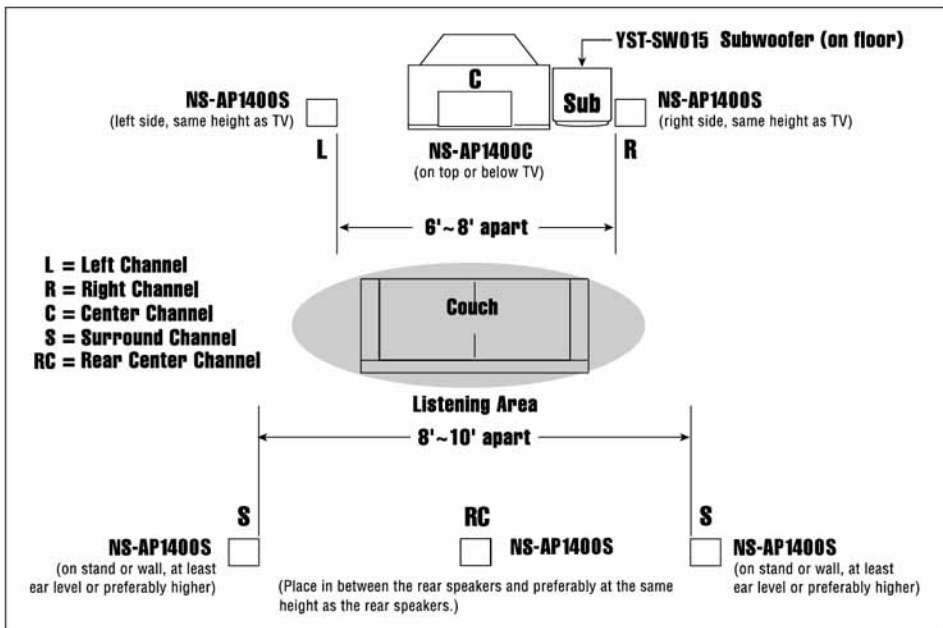 YST-SW015 Subwoofer (on floor)
C
Sub
NS-AP1400S
(left side, same height as TV)
L
NS-AP1400C
(on top or below TV)
NS-AP1400S
(right side, same height as TV)
R
6'~8' apart
L = Left Channel
R = Right Channel
C = Center Channel
S = Surround Channel
RC = Rear Center Channel
Couch
Listening Area
8'~10' apart
S
NS-AP1400S
(on stand or wall, at least
ear level or preferably higher)
RC
NS-AP1400S
(Place in between the rear speakers and preferably at the same
height as the rear speakers.)
S
NS-AP1400S
(on stand or wall, at least
ear level or preferably higher)